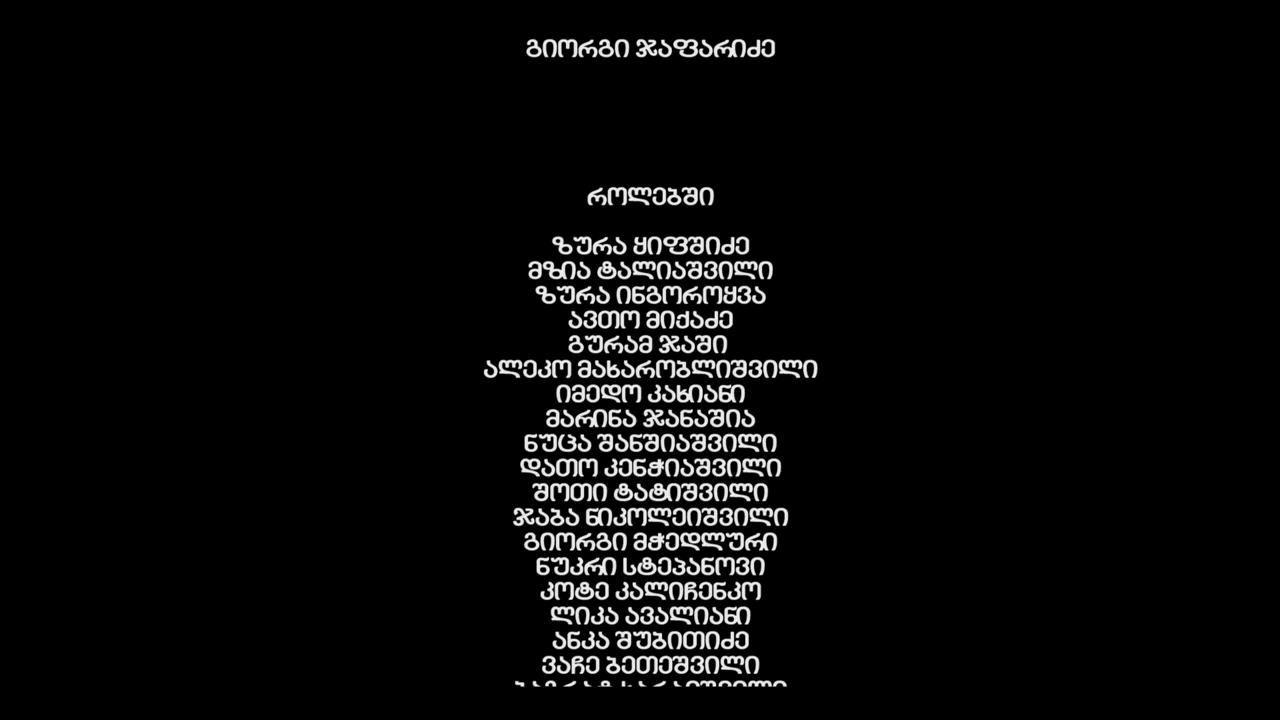 გიორგი ჯაფარიძე
როლებში
ზურა ყიფშიძე
მზია ტალიაშვილი
ზურა ინგოროყვა
ავთო მიქაძე
გურამ ჯაში
ალეკო მახარობლიშვილი
იმედო კახიანი
მარინა ჯანაშია
ნუცა შანშიაშვილი
დათო კენჭიაშვილი
შოთი ტატიშვილი
ჯაბა ნიკოლეიშვილი
გიორგი მჭედლური
ნუკრი სტეპანოვი
კოტე კალიჩენკო
ლიკა ავალიანი
ანკა შუბითიძე
ვაჩე ბეთეშვილი